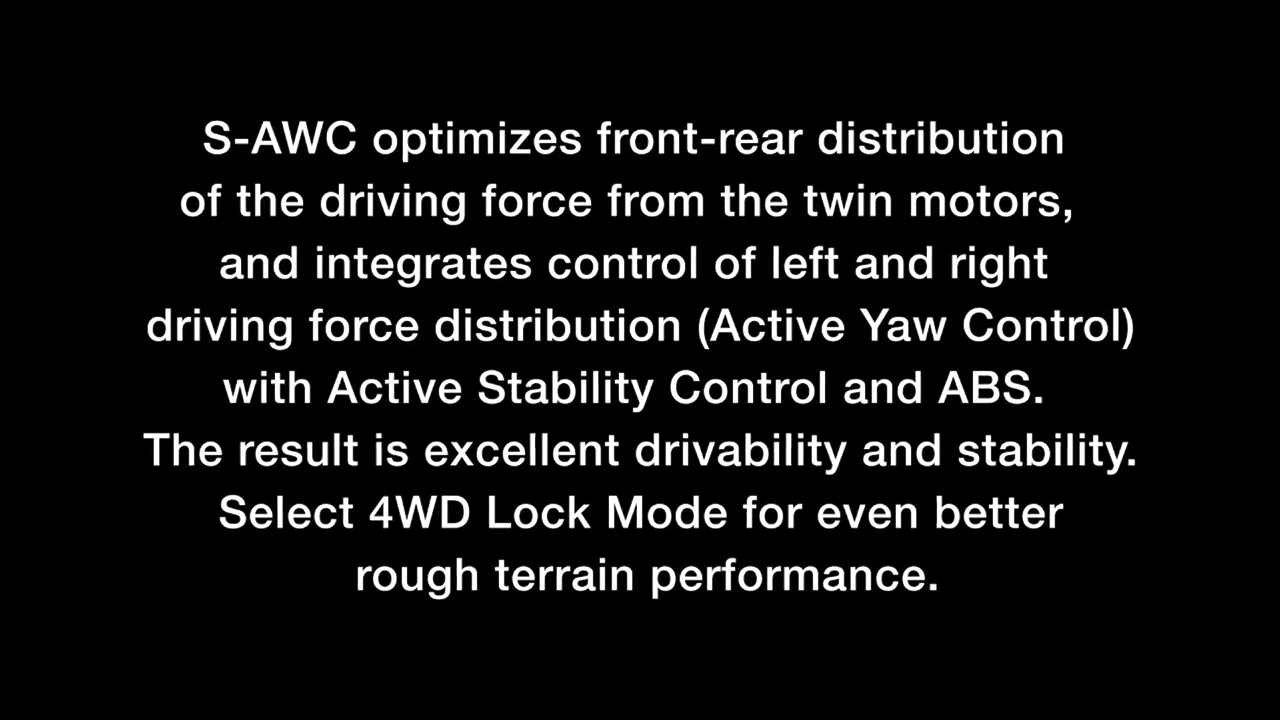 S-AWC optimizes front-rear distribution
of the driving force from the twin motors,
and integrates control of left and right
driving force distribution (Active Yaw Control)
with Active Stability Control and ABS.
The result is excellent drivability and stability.
Select 4WD Lock Mode for even better
rough terrain performance.